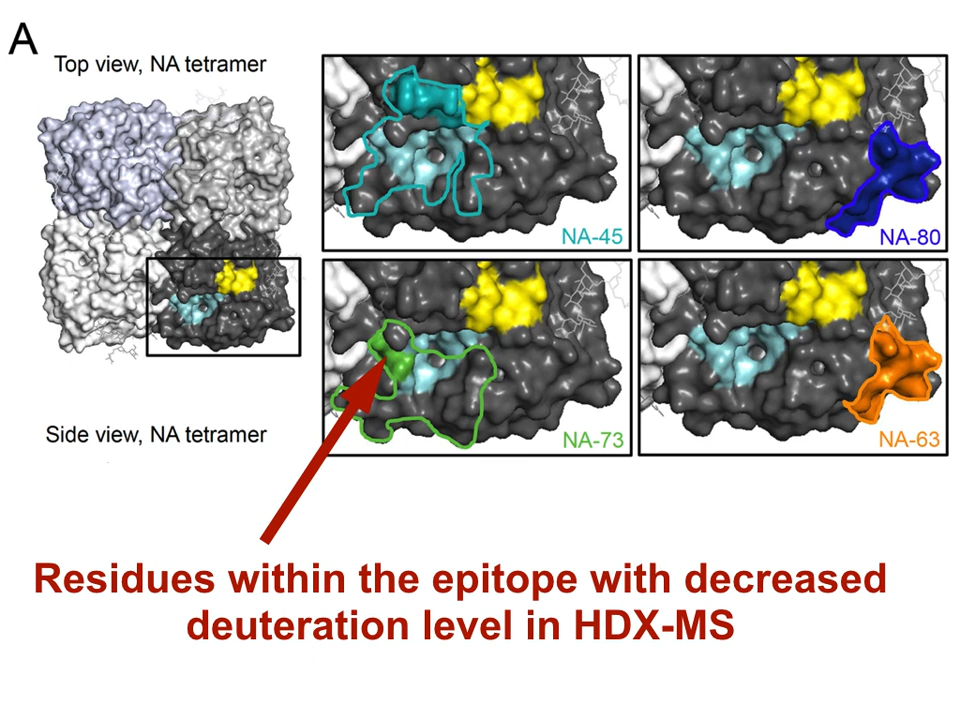 A
Top view, NA tetramer
NA-45
NA-80
Side view, NA tetramer
NA-73
NA-63
Residues within the epitope with decreased
deuteration level in HDX-MS